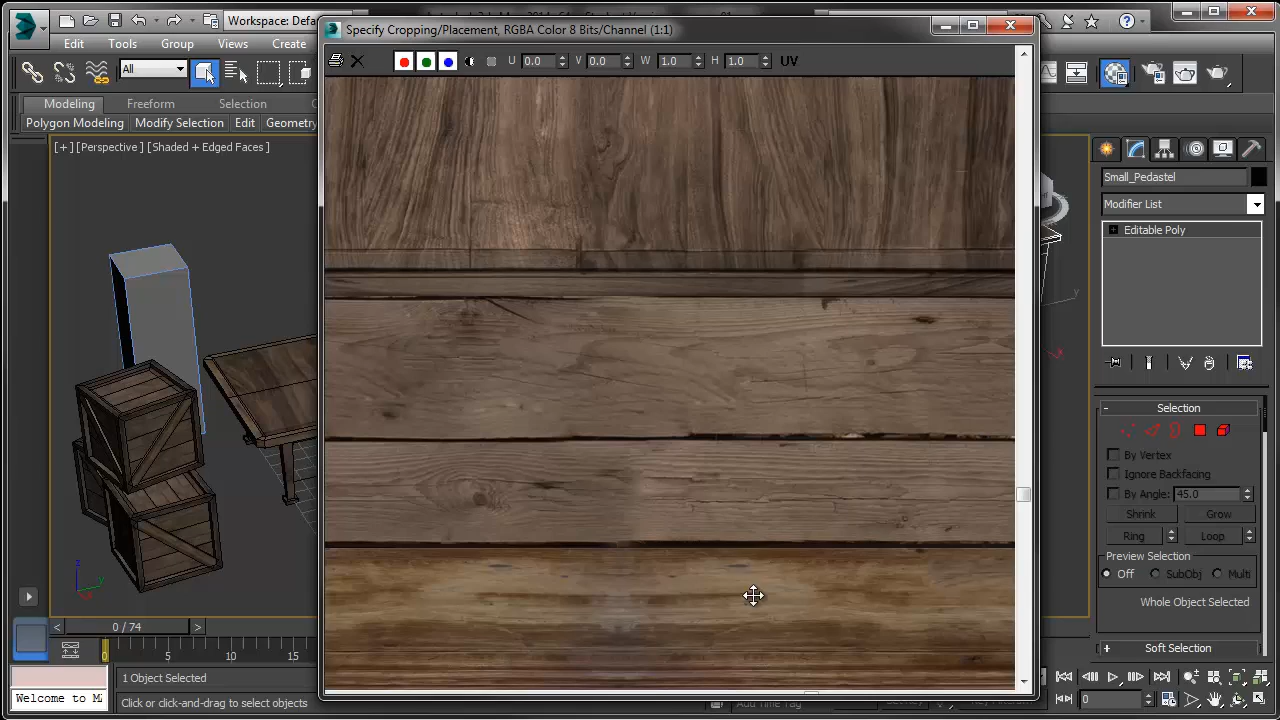 Workspace: Defa
Specify Cropping/Placement, RGBA Color 8 Bits/Channel (1:1)
Edit Tools Group Views Create
U 0.0 V 0.0 W 1.0 H 1.0 UV
All
Modeling Freeform Selection
Polygon Modeling Modify Selection Edit Geometry
[+] [Perspective ] [Shaded + Edged Faces ]
Small_Pedastel
Modifier List
Editable Poly
- Selection
By Vertex
Ignore Backfacing
By Angle: 45.0
Shrink Grow
Ring Loop
Preview Selection
Off SubObj Multi
Whole Object Selected
+ Soft Selection
< 0 / 74 >
0 5 10 15
1 Object Selected
Welcome to M
Click or click-and-drag to select objects
Add Time Tag
0